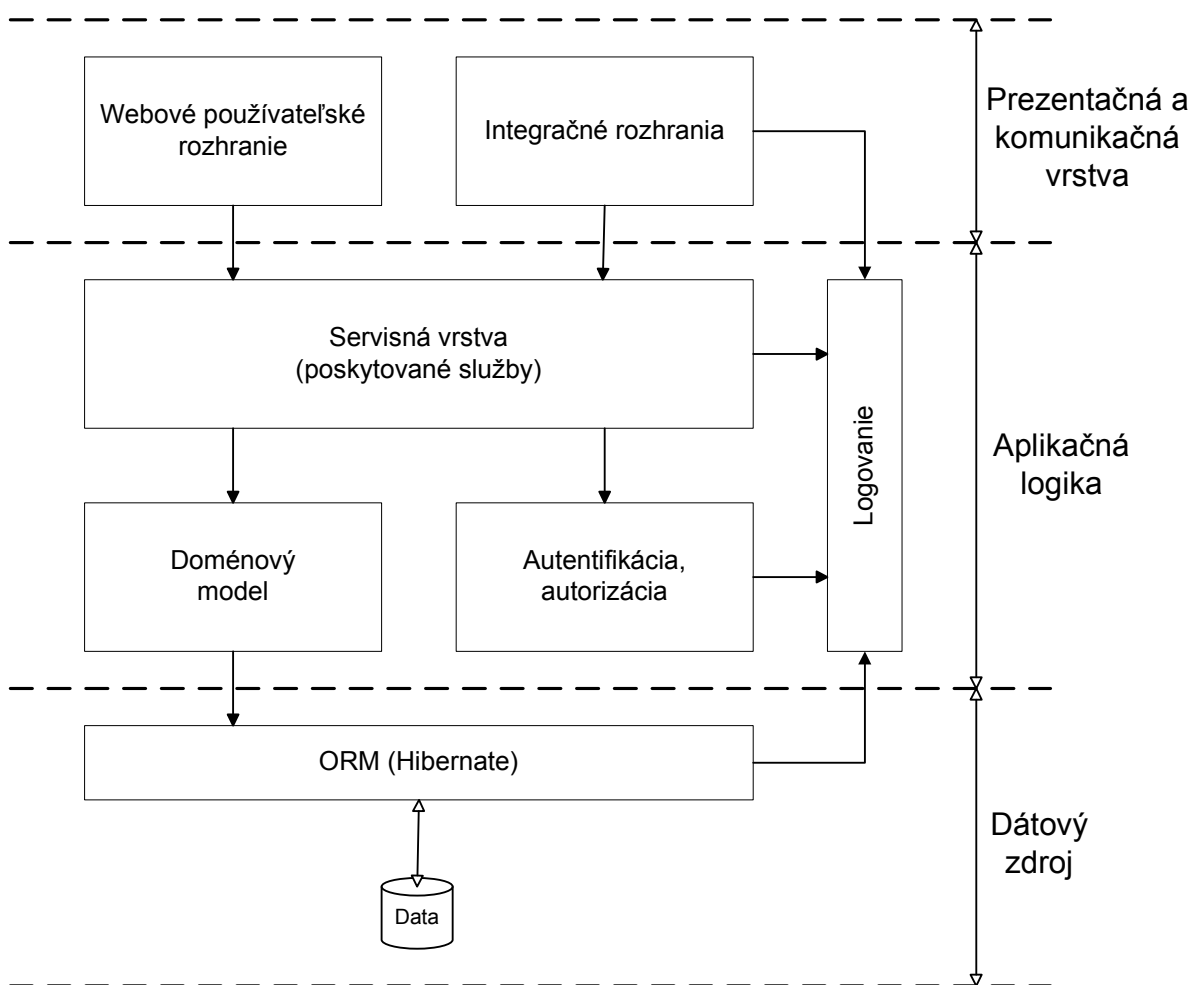 Webové používateľské
rozhranie
Integračné rozhrania
Prezentačná a
komunikačná
vrstva
Servisná vrstva
(poskytované služby)
Logovanie
Aplikačná
logika
Doménový
model
Autentifikácia,
autorizácia
ORM (Hibernate)
Dátový
zdroj
Data